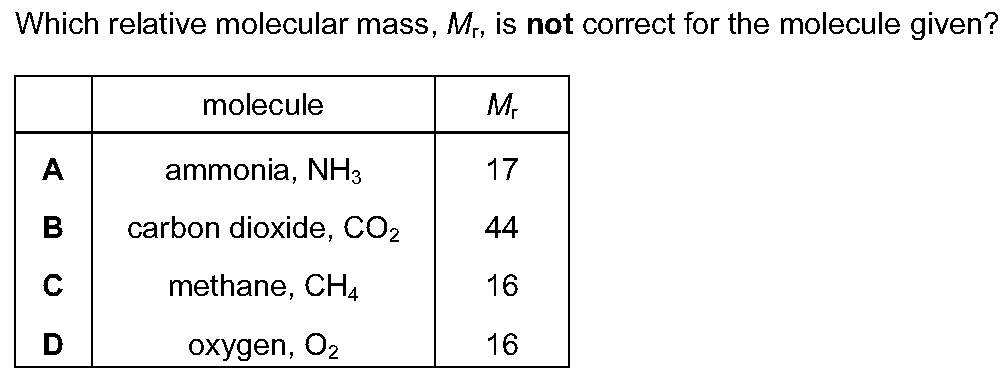 Which relative molecular mass, Mr, is not correct for the molecule given?
molecule Mr
A ammonia, NH3 17
B carbon dioxide, CO2 44
C methane, CH4 16
D oxygen, O2 16